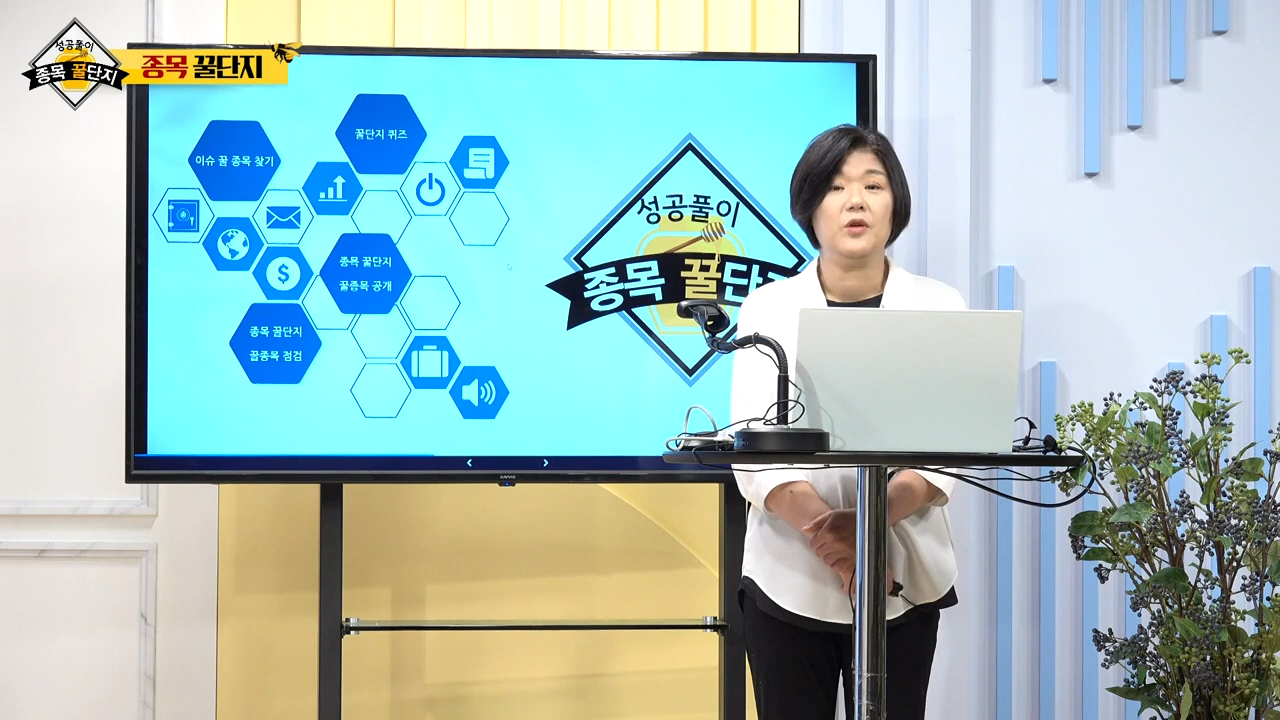 성공풀이
종목 꿀단지
종목 꿀단지
꿀단지 퀴즈
이슈 꿀 종목 찾기
종목 꿀단지
꿀종목 공개
종목 꿀단지
꿀종목 점검
성공풀이
종목 꿀단